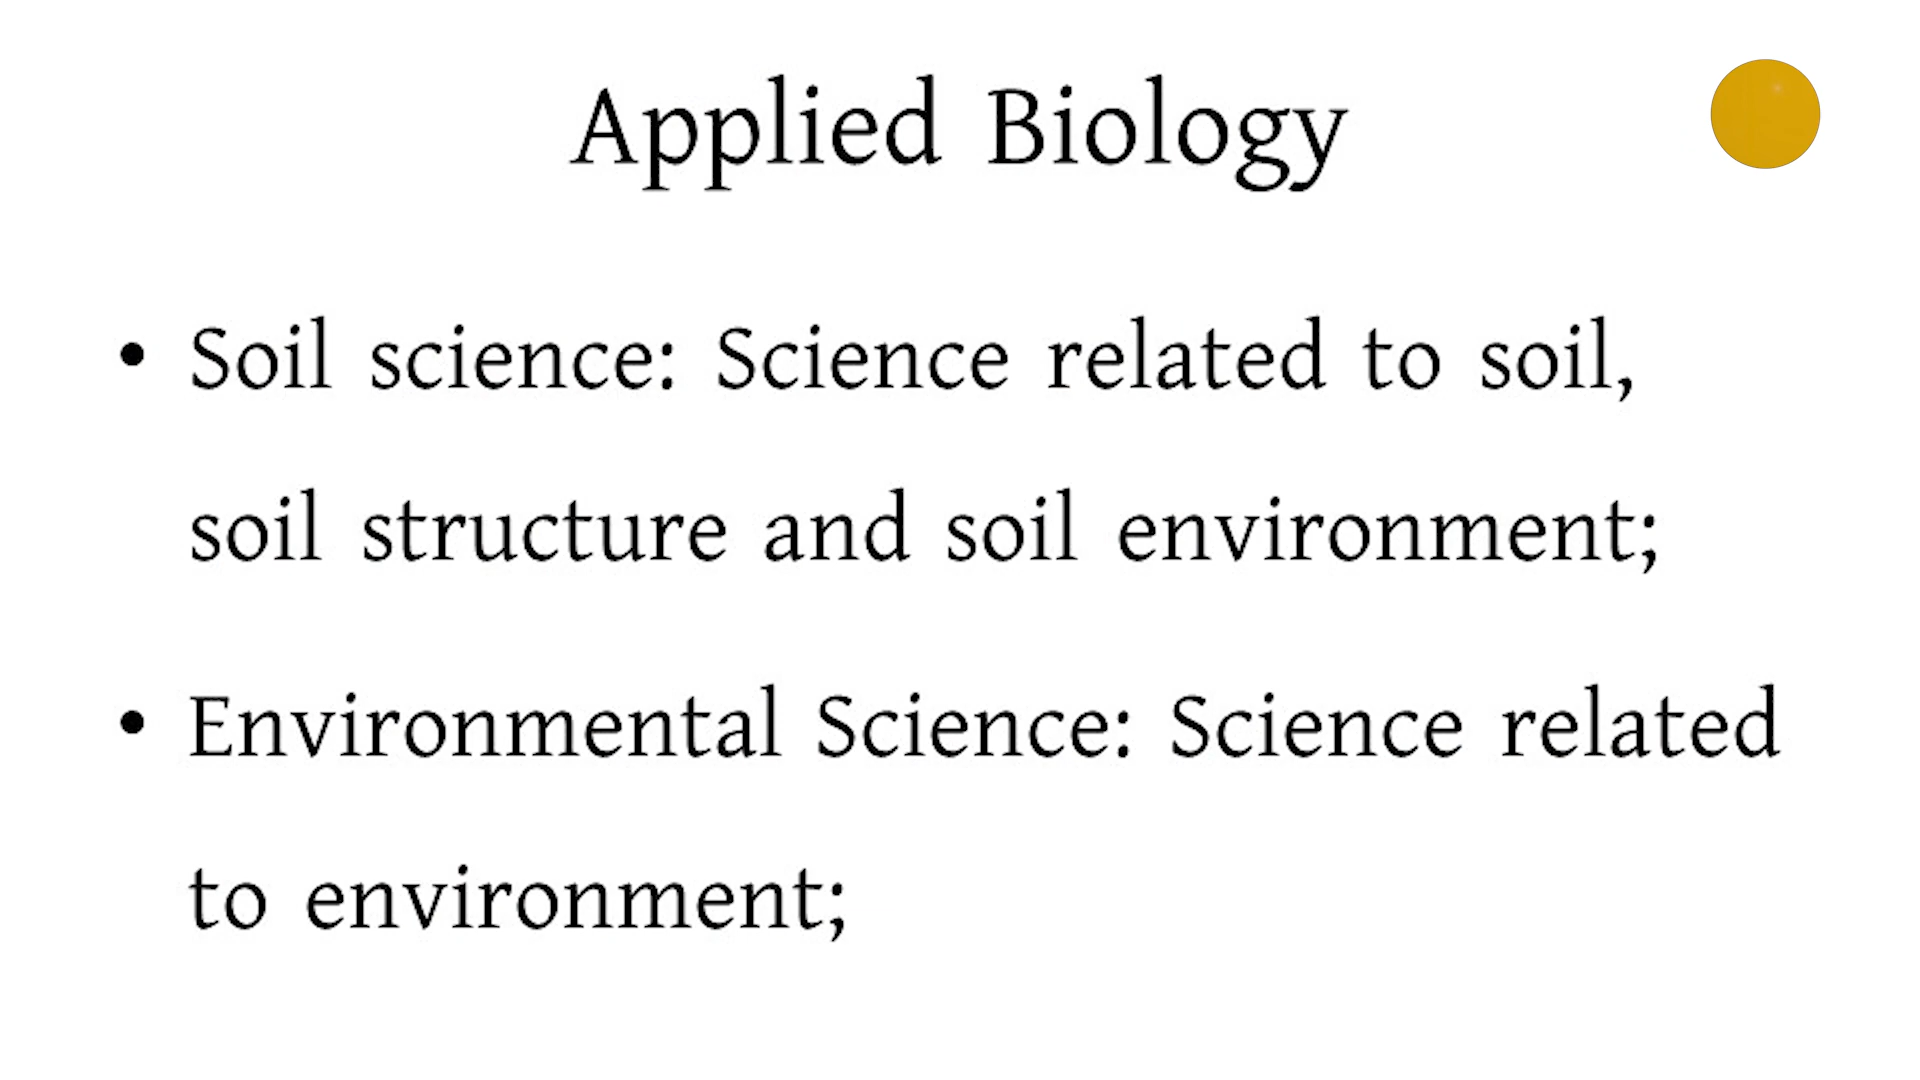 Applied Biology
• Soil science: Science related to soil,
soil structure and soil environment;
• Environmental Science: Science related
to environment;